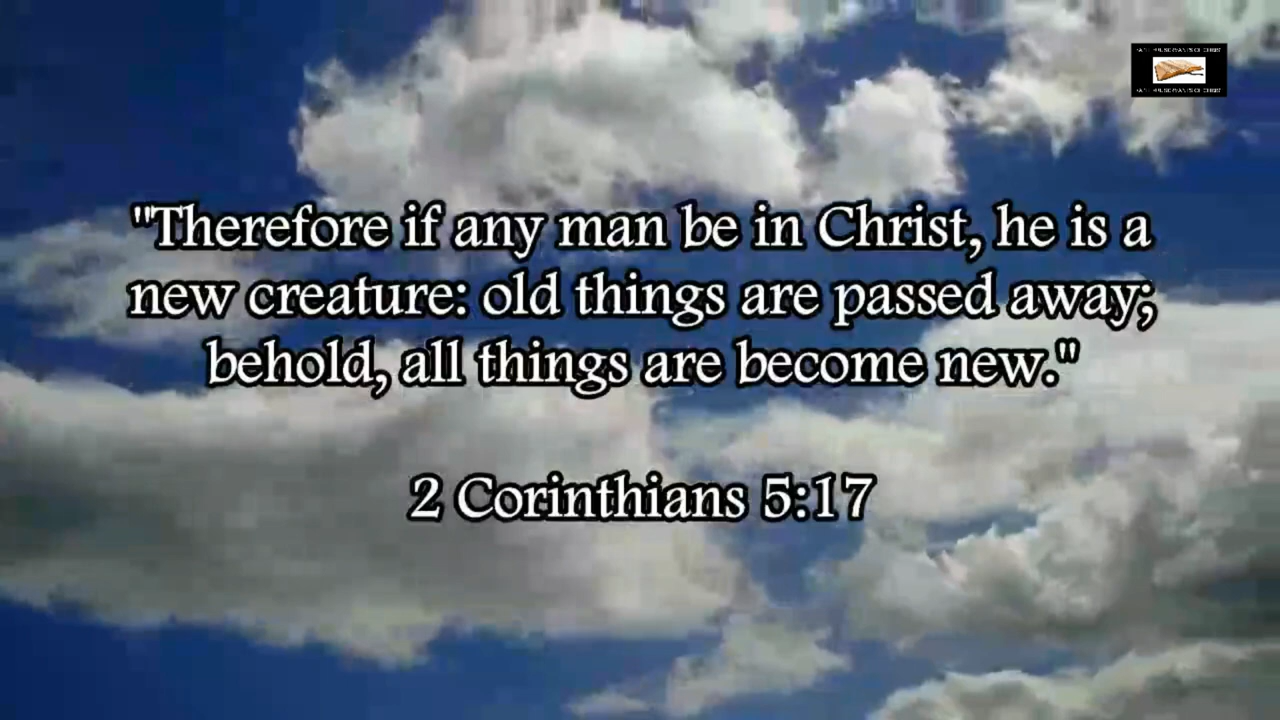 "Therefore if any man be in Christ, he is a
new creature: old things are passed away;
behold, all things are become new."
2 Corinthians 5:17